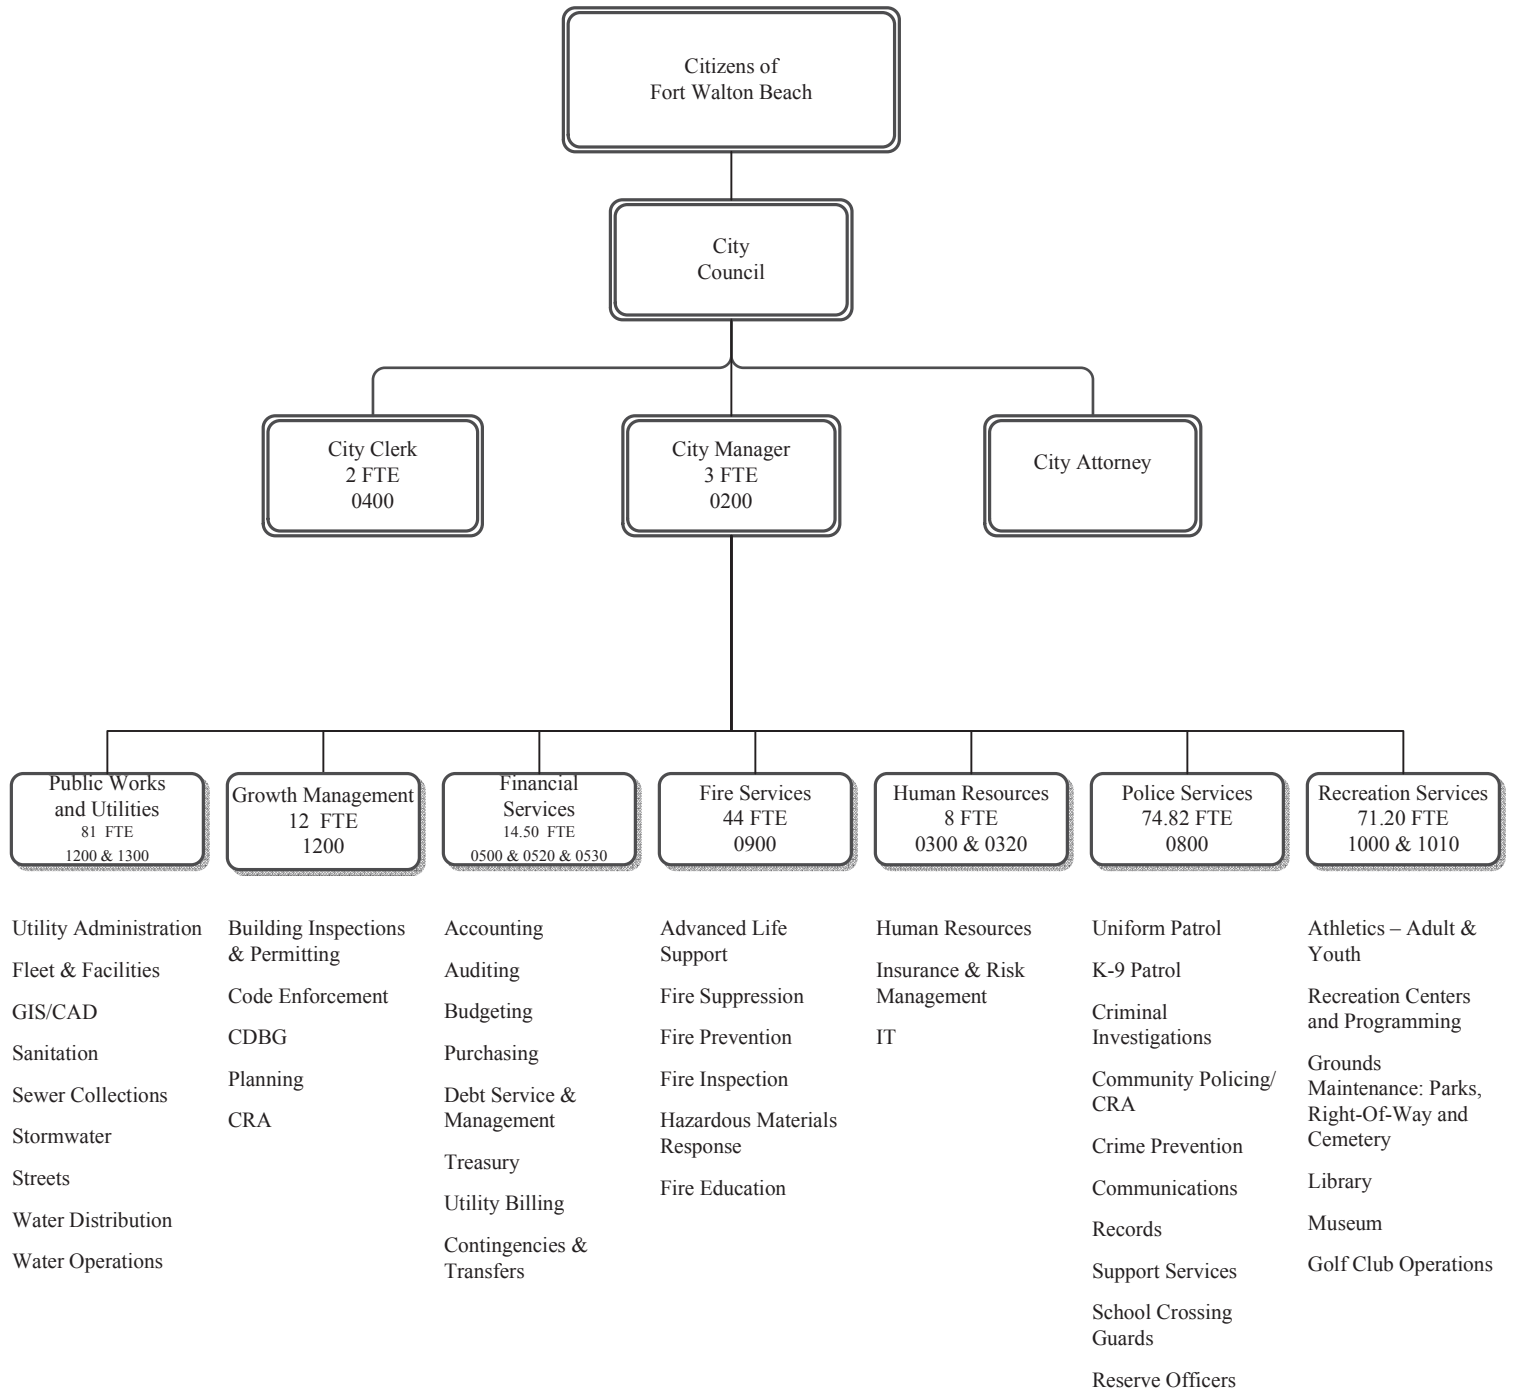 Citizens of
Fort Walton Beach
City
Council
City Clerk
2 FTE
0400
City Manager
3 FTE
0200
City Attorney
Public Works
and Utilities
81 FTE
1200 & 1300
Growth Management
12 FTE
1200
Financial
Services
14.50 FTE
0500 & 0520 & 0530
Fire Services
44 FTE
0900
Human Resources
8 FTE
0300 & 0320
Police Services
74.82 FTE
0800
Recreation Services
71.20 FTE
1000 & 1010
Utility Administration
Fleet & Facilities
GIS/CAD
Sanitation
Sewer Collections
Stormwater
Streets
Water Distribution
Water Operations
Building Inspections
& Permitting
Code Enforcement
CDBG
Planning
CRA
Accounting
Auditing
Budgeting
Purchasing
Debt Service &
Management
Treasury
Utility Billing
Contingencies &
Transfers
Advanced Life
Support
Fire Suppression
Fire Prevention
Fire Inspection
Hazardous Materials
Response
Fire Education
Human Resources
Insurance & Risk
Management
IT
Uniform Patrol
K-9 Patrol
Criminal
Investigations
Community Policing/
CRA
Crime Prevention
Communications
Records
Support Services
School Crossing
Guards
Reserve Officers
Athletics – Adult &
Youth
Recreation Centers
and Programming
Grounds
Maintenance: Parks,
Right-Of-Way and
Cemetery
Library
Museum
Golf Club Operations